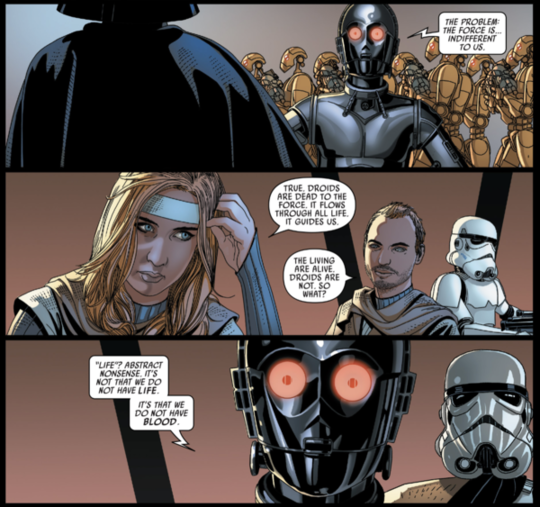 THE PROBLEM:
THE FORCE IS...
INDIFFERENT
TO US.
TRUE. DROIDS
ARE DEAD TO THE
FORCE. IT FLOWS
THROUGH ALL LIFE.
IT GUIDES US.
THE LIVING
ARE ALIVE.
DROIDS ARE
NOT. SO
WHAT?
"LIFE"? ABSTRACT
NONSENSE. IT'S
NOT THAT WE DO
NOT HAVE LIFE.
IT'S THAT WE
DO NOT HAVE
BLOOD.